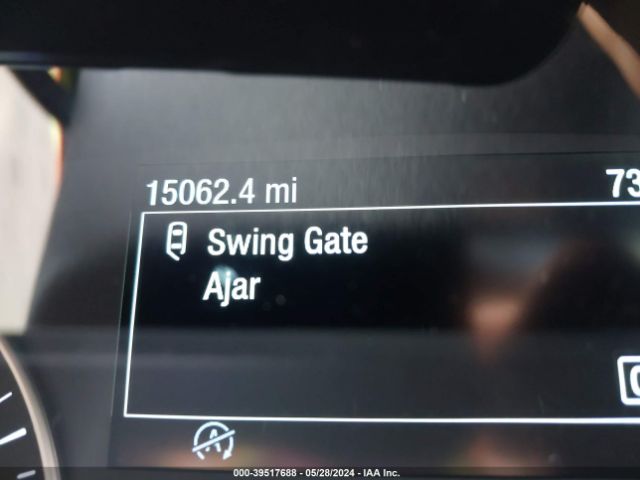 15062.4 mi 73
Swing Gate
Ajar
A
000-39517688 - 05/28/2024 - IAA Inc.